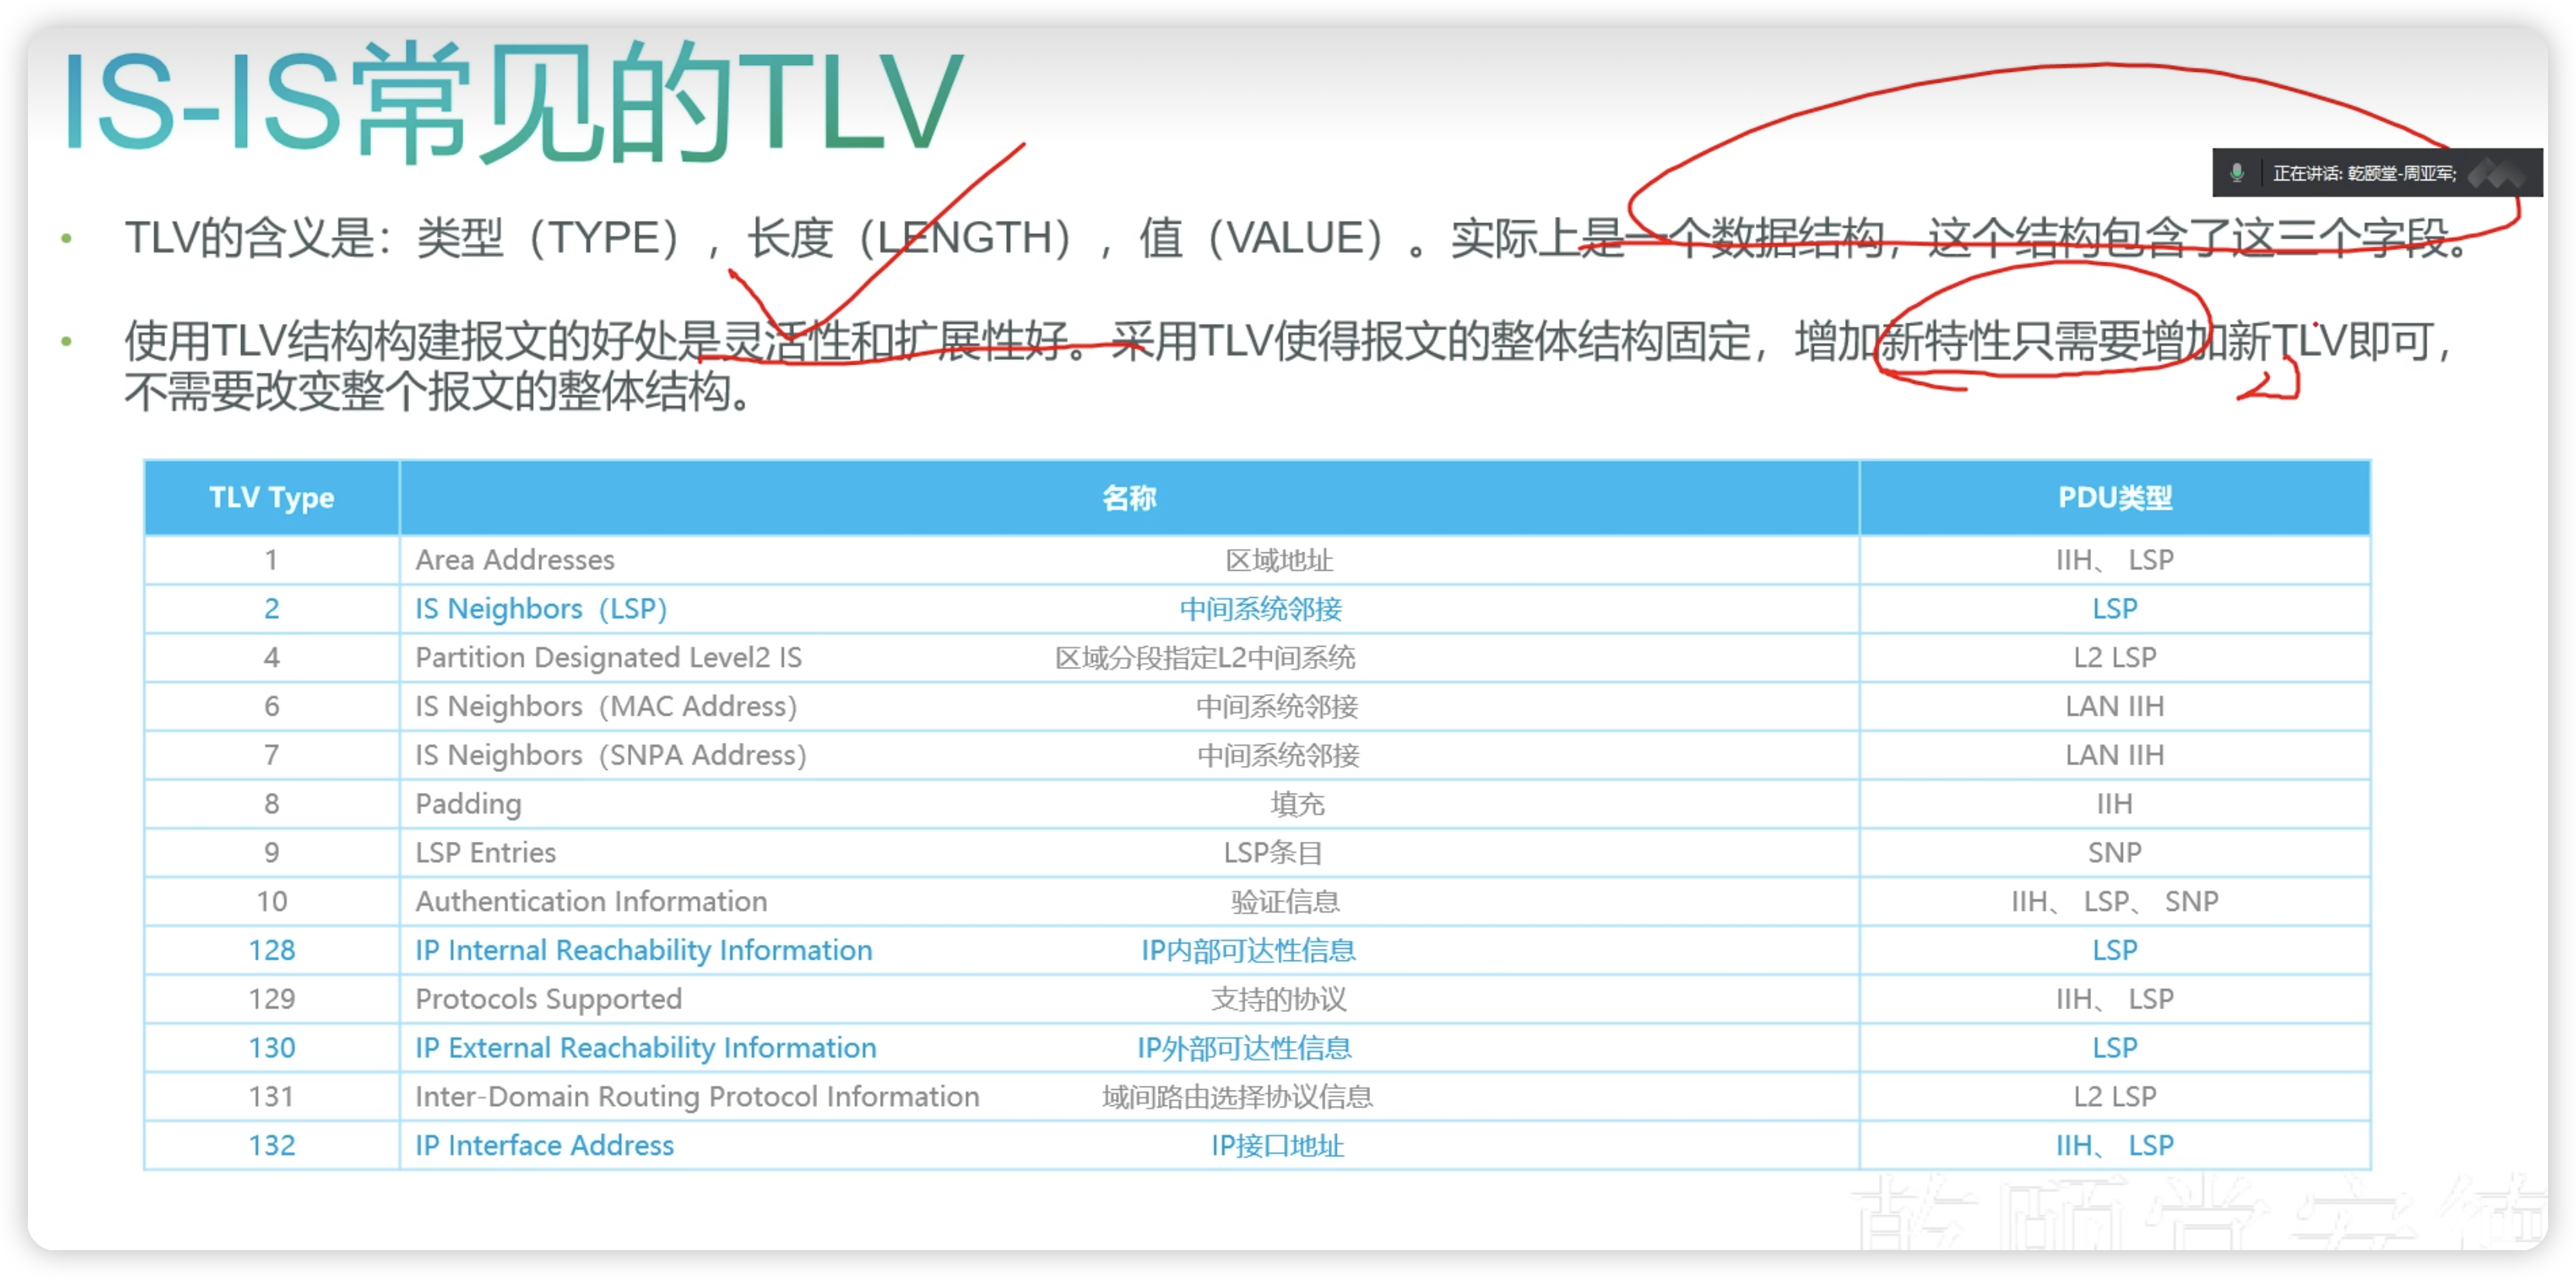 IS-IS常见的TLV
正在讲话: 乾颐堂-周亚军;
• TLV的含义是：类型（TYPE），长度（LENGTH），值（VALUE）。实际上是一个数据结构，这个结构包含了这三个字段。
• 使用TLV结构构建报文的好处是灵活性和扩展性好。采用TLV使得报文的整体结构固定，增加新特性只需要增加新TLV即可，
不需要改变整个报文的整体结构。
TLV Type 名称 PDU类型
1 Area Addresses 区域地址 IIH、 LSP
2 IS Neighbors（LSP） 中间系统邻接 LSP
4 Partition Designated Level2 IS 区域分段指定L2中间系统 L2 LSP
6 IS Neighbors（MAC Address） 中间系统邻接 LAN IIH
7 IS Neighbors（SNPA Address） 中间系统邻接 LAN IIH
8 Padding 填充 IIH
9 LSP Entries LSP条目 SNP
10 Authentication Information 验证信息 IIH、 LSP、 SNP
128 IP Internal Reachability Information IP内部可达性信息 LSP
129 Protocols Supported 支持的协议 IIH、 LSP
130 IP External Reachability Information IP外部可达性信息 LSP
131 Inter-Domain Routing Protocol Information 域间路由选择协议信息 L2 LSP
132 IP Interface Address IP接口地址 IIH、 LSP
乾颐堂安德